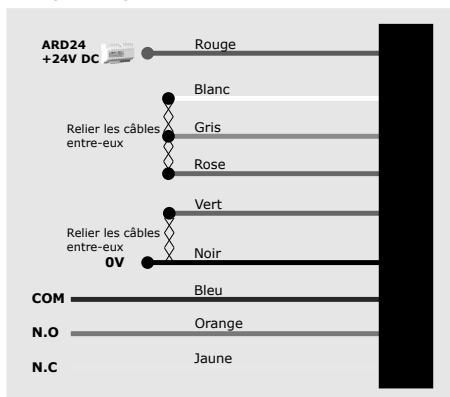 ARD24
+24V DC
Rouge
Blanc
Relier les câbles
entre-eux
Gris
Rose
Vert
Relier les câbles
entre-eux
0V
Noir
COM
Bleu
N.O
Orange
N.C
Jaune